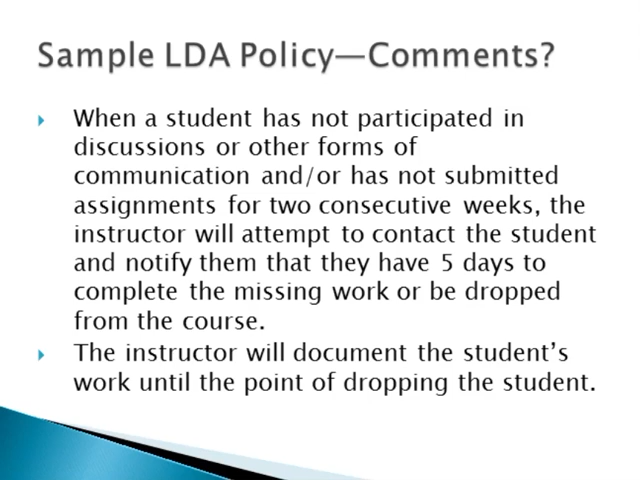 Sample LDA Policy—Comments?
When a student has not participated in
discussions or other forms of
communication and/or has not submitted
assignments for two consecutive weeks, the
instructor will attempt to contact the student
and notify them that they have 5 days to
complete the missing work or be dropped
from the course.
The instructor will document the student’s
work until the point of dropping the student.